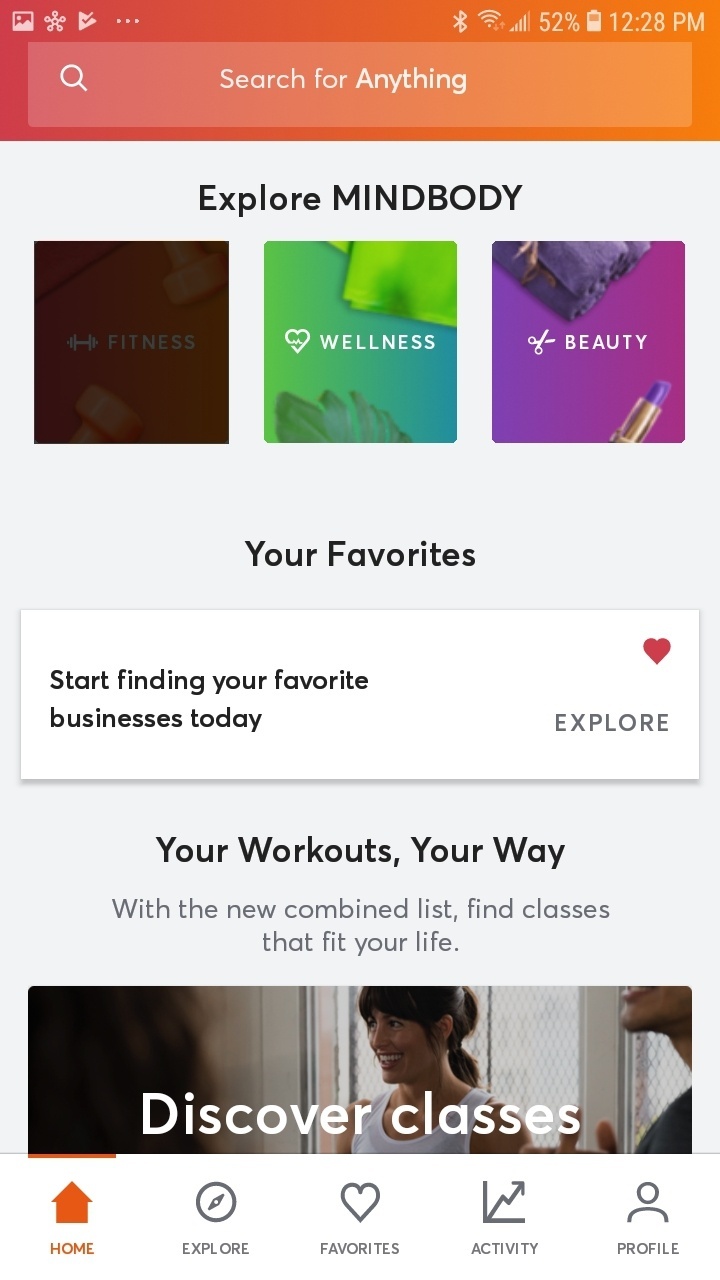 52% 12:28 PM
Search for Anything
Explore MINDBODY
FITNESS
WELLNESS
BEAUTY
Your Favorites
Start finding your favorite
businesses today
EXPLORE
Your Workouts, Your Way
With the new combined list, find classes
that fit your life.
Discover classes
HOME
EXPLORE
FAVORITES
ACTIVITY
PROFILE